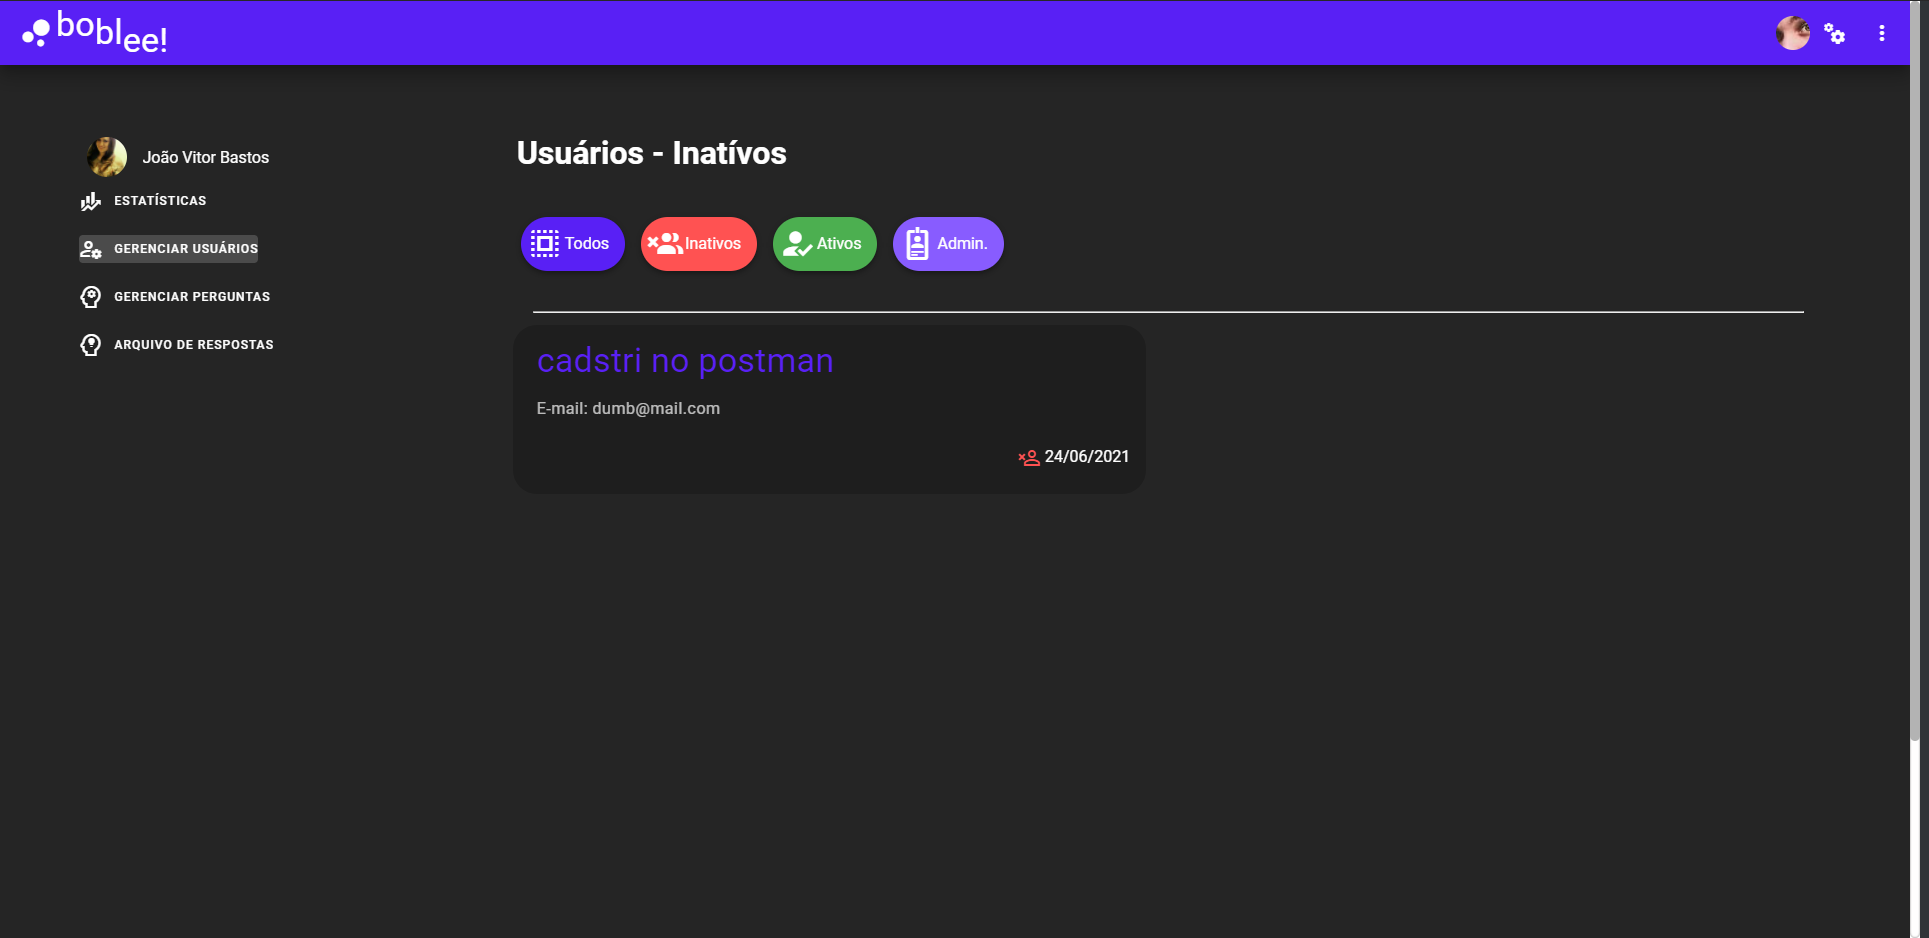 boblee!
João Vitor Bastos
ESTATÍSTICAS
GERENCIAR USUÁRIOS
GERENCIAR PERGUNTAS
ARQUIVO DE RESPOSTAS
Usuários - Inatívos
Todos
Inativos
Ativos
Admin.
cadstri no postman
E-mail: dumb@mail.com
24/06/2021